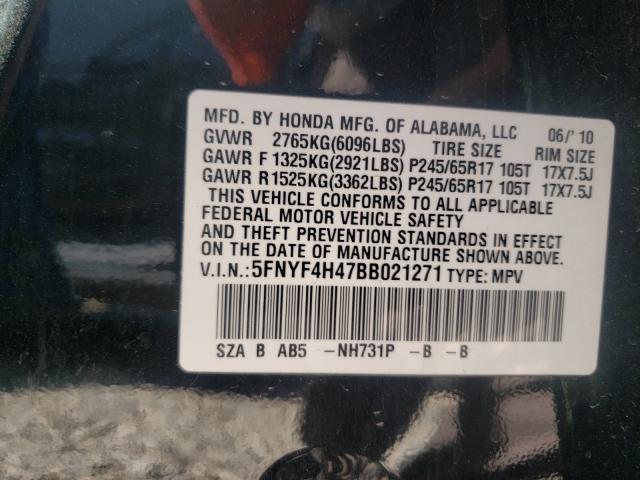 MFD. BY HONDA MFG. OF ALABAMA, LLC 06/'10
GVWR 2765KG(6096LBS) TIRE SIZE RIM SIZE
GAWR F 1325KG(2921LBS) P245/65R17 105T 17X7.5J
GAWR R 1525KG(3362LBS) P245/65R17 105T 17X7.5J
THIS VEHICLE CONFORMS TO ALL APPLICABLE
FEDERAL MOTOR VEHICLE SAFETY
AND THEFT PREVENTION STANDARDS IN EFFECT
ON THE DATE OF MANUFACTURE SHOWN ABOVE.
V.I.N.: 5FNYF4H47BB021271 TYPE: MPV
SZA B AB5 -NH731P -B -B